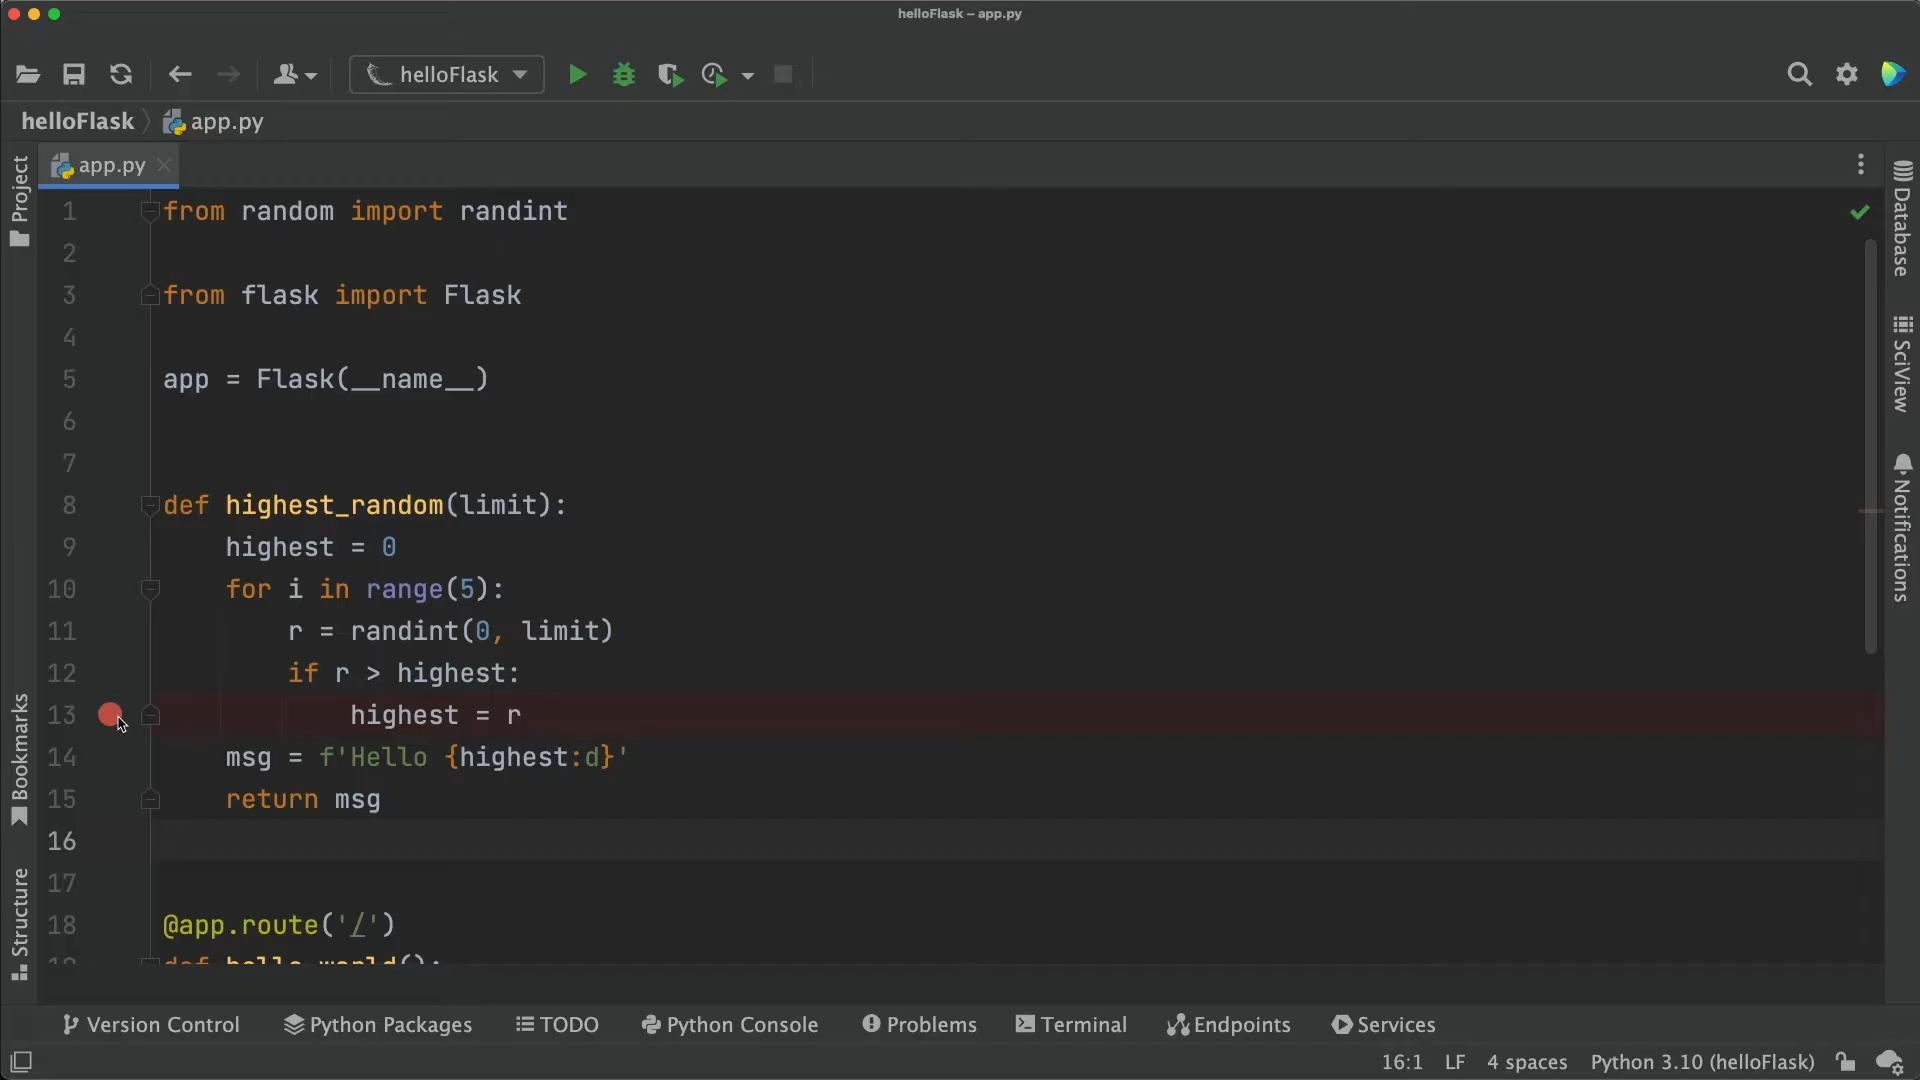 helloFlask – app.py
helloFlask
helloFlask app.py
app.py
Project
Bookmarks
Structure
Database
SciView
Notifications
1 from random import randint
2
3 from flask import Flask
4
5 app = Flask(__name__)
6
7
8 def highest_random(limit):
9 highest = 0
10 for i in range(5):
11 r = randint(0, limit)
12 if r > highest:
13 highest = r
14 msg = f'Hello {highest:d}'
15 return msg
16
17
18 @app.route('/')
19 def hello_world():
Version Control Python Packages TODO Python Console Problems Terminal Endpoints Services
16:1 LF 4 spaces Python 3.10 (helloFlask)